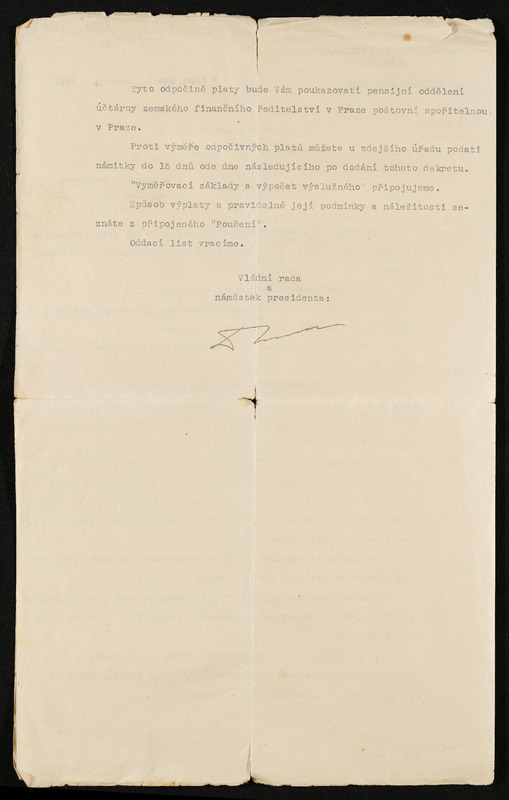 Tyto odpočiné platy bude Vám poukazovati pensijní oddělení
účtárny zemského finančního ředitelství v Praze poštovní spořitelnou
v Praze.
Proti výměře odpočivných platů můžete u zdejšího úřadu podati
námitky do 15 dnů ode dne následujícího po dodání tohoto dekretu.
"Vyměřovací základy a výpočet výslužného" připojujeme.
Způsob výplaty a pravidelné její podmínky a náležitosti se-
znáte z připojeného "Poučení".
Oddací list vracíme.
Vládní rada
a
náměstek presidenta: